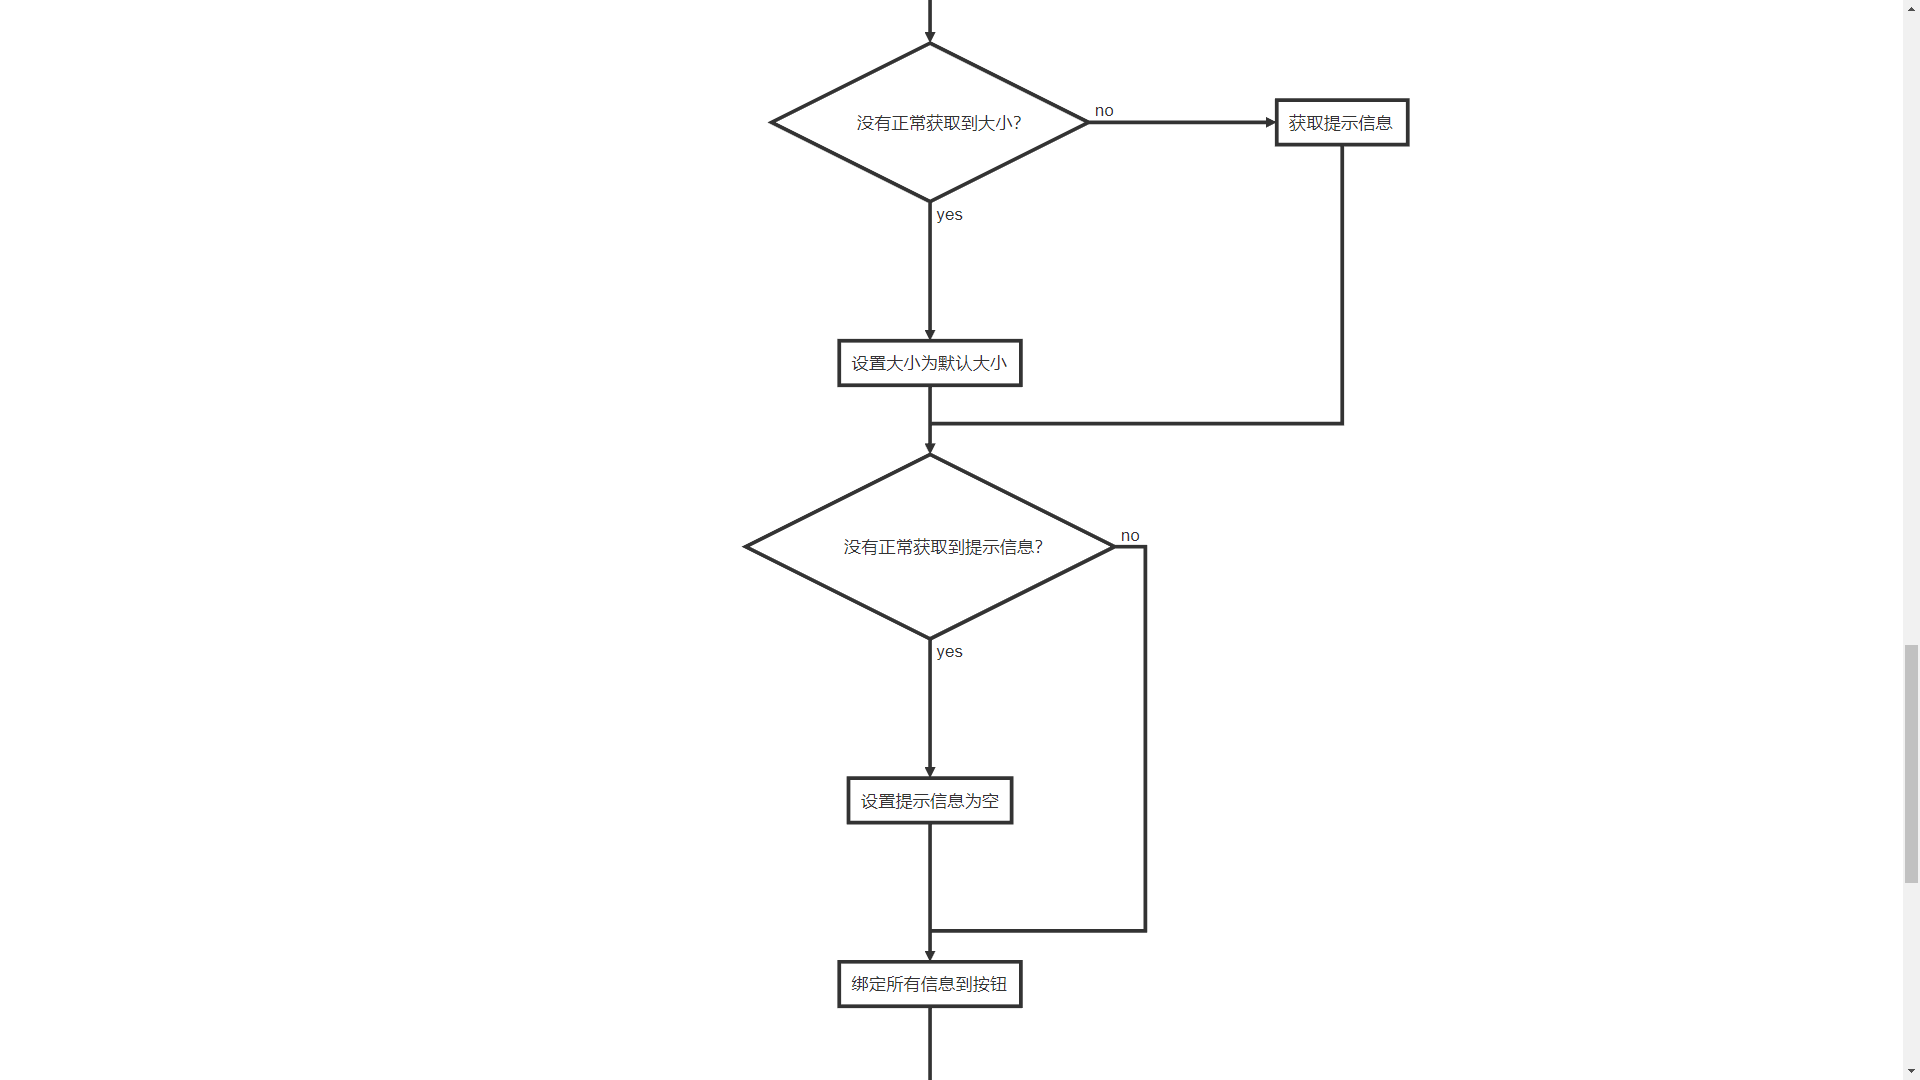 没有正常获取到大小?
no
获取提示信息
yes
设置大小为默认大小
没有正常获取到提示信息?
no
yes
设置提示信息为空
绑定所有信息到按钮